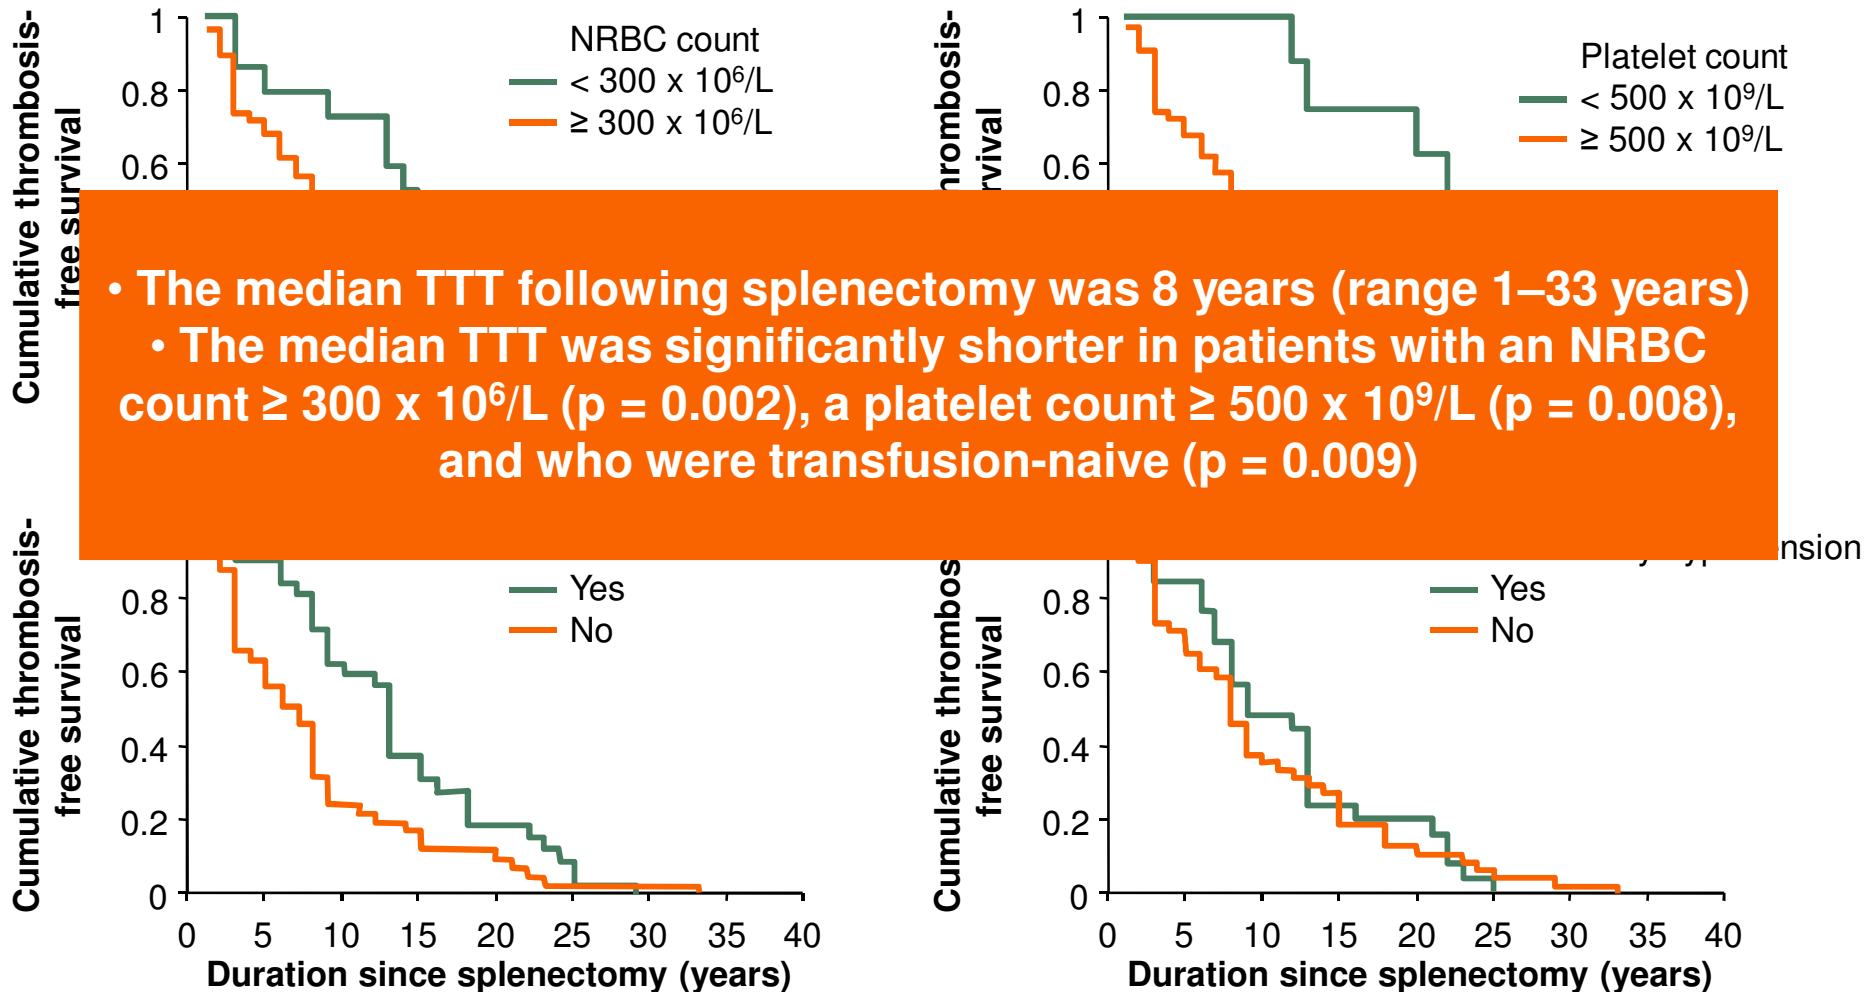 Cumulative thrombosis-
free survival
1
0.8
0.6
NRBC count
< 300 x 10⁶/L
≥ 300 x 10⁶/L
1
0.8
0.6
Platelet count
< 500 x 10⁹/L
≥ 500 x 10⁹/L
• The median TTT following splenectomy was 8 years (range 1–33 years)
• The median TTT was significantly shorter in patients with an NRBC
count ≥ 300 x 10⁶/L (p = 0.002), a platelet count ≥ 500 x 10⁹/L (p = 0.008),
and who were transfusion-naive (p = 0.009)
Cumulative thrombosis-
free survival
0.8
0.6
0.4
0.2
0
Yes
No
0 5 10 15 20 25 30 35 40
Duration since splenectomy (years)
Cumulative thrombos
free survival
0.8
0.6
0.4
0.2
0
Yes
No
0 5 10 15 20 25 30 35 40
Duration since splenectomy (years)